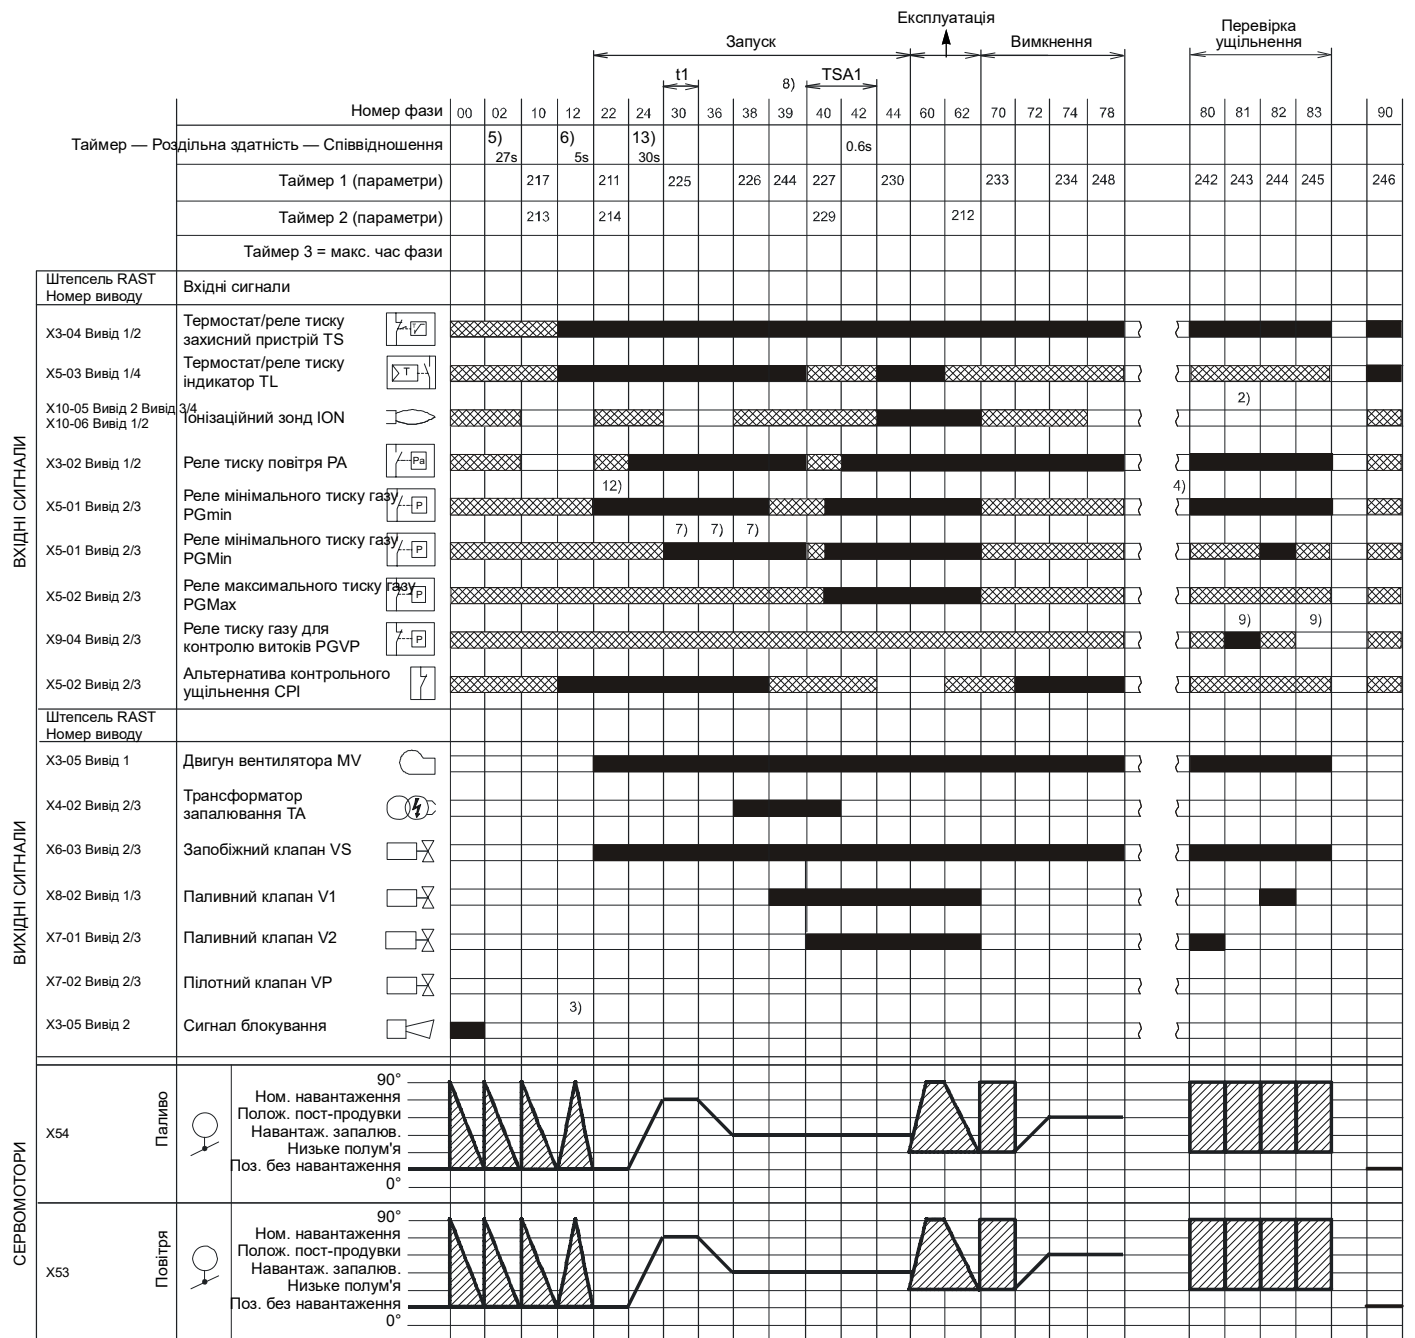 Експлуатація
Запуск
Вимкнення
Перевірка
ущільнення
t1
8)
TSA1
Номер фази 00 02 10 12 22 24 30 36 38 39 40 42 44 60 62 70 72 74 78 80 81 82 83 90
Таймер — Роздільна здатність — Співвідношення 5) 27s 6) 5s 13) 30s 0.6s
Таймер 1 (параметри) 217 211 225 226 244 227 230 233 234 248 242 243 244 245 246
Таймер 2 (параметри) 213 214 229 212
Таймер 3 = макс. час фази
Штепсель RAST
Номер виводу
Вхідні сигнали
ВХІДНІ СИГНАЛИ
X3-04 Вивід 1/2
Термостат/реле тиску
захисний пристрій TS
X5-03 Вивід 1/4
Термостат/реле тиску
індикатор TL
T
2)
X10-05 Вивід 2 Вивід 3/4
X10-06 Вивід 1/2
Іонізаційний зонд ION
X3-02 Вивід 1/2
Реле тиску повітря PA
Pa
12)
4)
X5-01 Вивід 2/3
Реле мінімального тиску газу
PGmin
P
7) 7) 7)
X5-01 Вивід 2/3
Реле мінімального тиску газу
PGMin
P
X5-02 Вивід 2/3
Реле максимального тиску газу
PGMax
P
9) 9)
X9-04 Вивід 2/3
Реле тиску газу для
контролю витоків PGVP
P
X5-02 Вивід 2/3
Альтернатива контрольного
ущільнення CPI
Штепсель RAST
Номер виводу
ВИХІДНІ СИГНАЛИ
X3-05 Вивід 1
Двигун вентилятора MV
X4-02 Вивід 2/3
Трансформатор
запалювання TA
X6-03 Вивід 2/3
Запобіжний клапан VS
X8-02 Вивід 1/3
Паливний клапан V1
X7-01 Вивід 2/3
Паливний клапан V2
X7-02 Вивід 2/3
Пілотний клапан VP
3)
X3-05 Вивід 2
Сигнал блокування
СЕРВОМОТОРИ
X54
Паливо
90°
Ном. навантаження
Полож. пост-продувки
Навантаж. запалюв.
Низьке полум'я
Поз. без навантаження
0°
X53
Повітря
90°
Ном. навантаження
Полож. пост-продувки
Навантаж. запалюв.
Низьке полум'я
Поз. без навантаження
0°